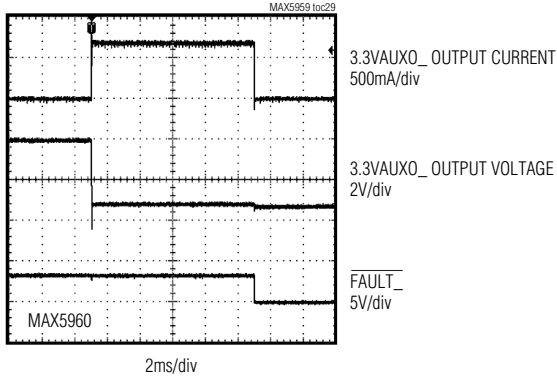 MAX5959 toc29
3.3VAUXO_ OUTPUT CURRENT
500mA/div
3.3VAUXO_ OUTPUT VOLTAGE
2V/div
FAULT_
5V/div
MAX5960
2ms/div